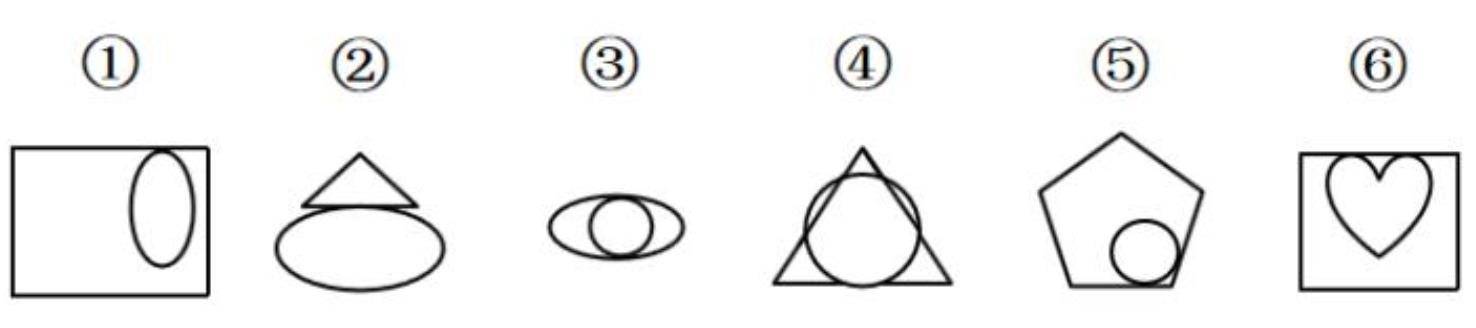 ① ② ③ ④ ⑤ ⑥